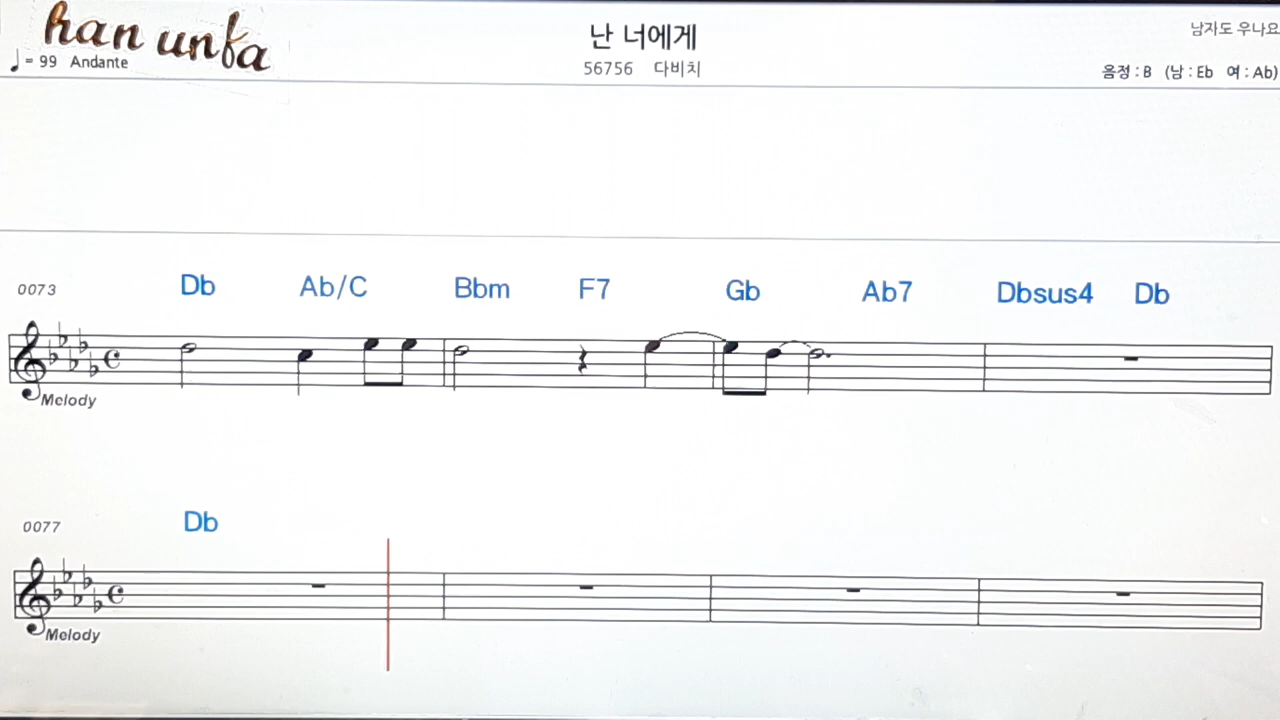 han unfa
난 너에게
남자도 우나요
♩= 99 Andante
56756 다비치
음정 : B (남 : Eb 여 : Ab)
0073 Db Ab/C Bbm F7 Gb Ab7 Dbsus4 Db
Melody
0077 Db
Melody